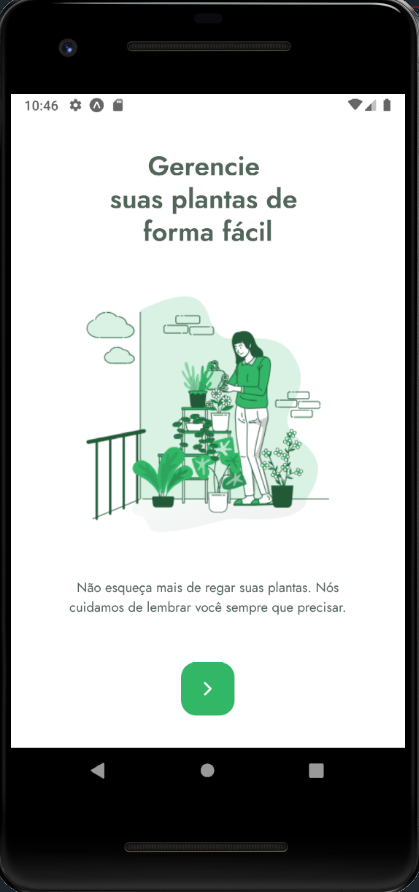 10:46
Gerencie
suas plantas de
forma fácil
Não esqueça mais de regar suas plantas. Nós
cuidamos de lembrar você sempre que precisar.